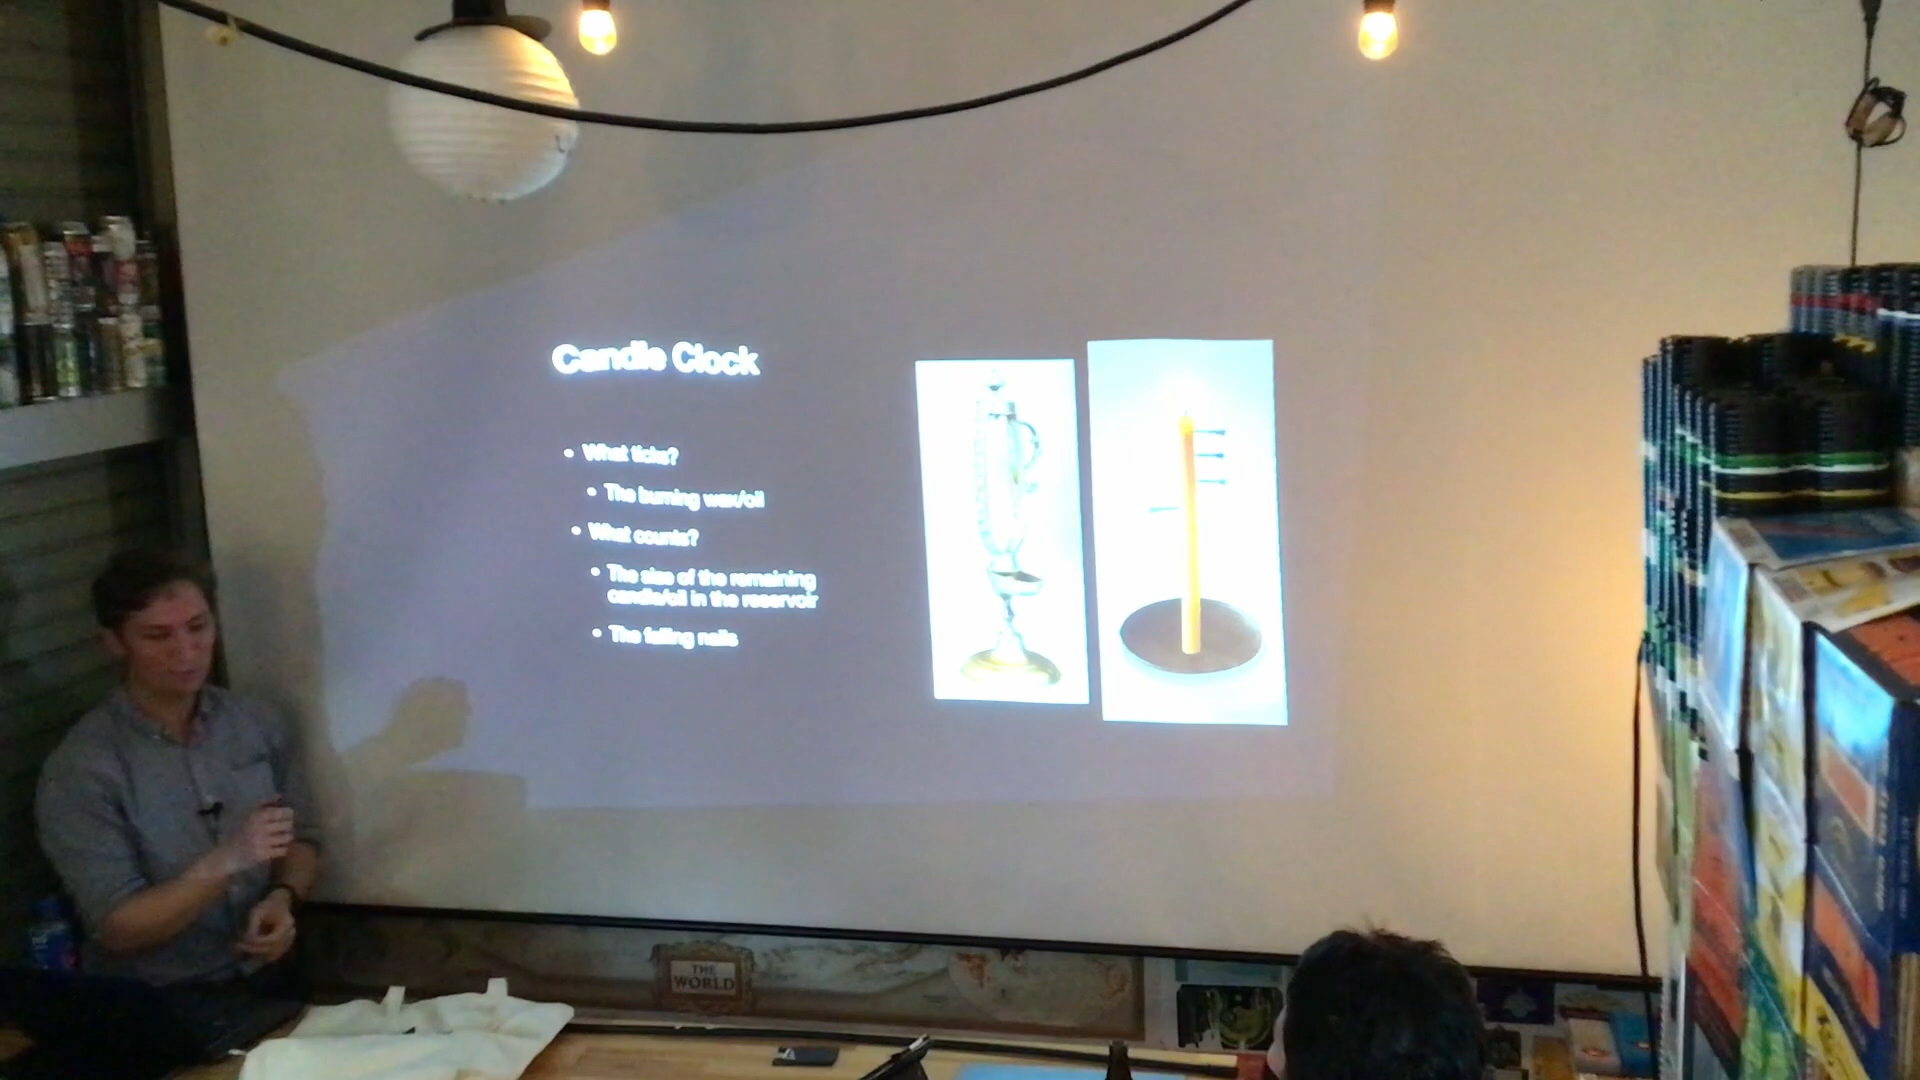 Candle Clock
• What ticks?
• The burning wax/oil
• What counts?
• The size of the remaining
candle/oil in the reservoir
• The falling nails
THE
WORLD